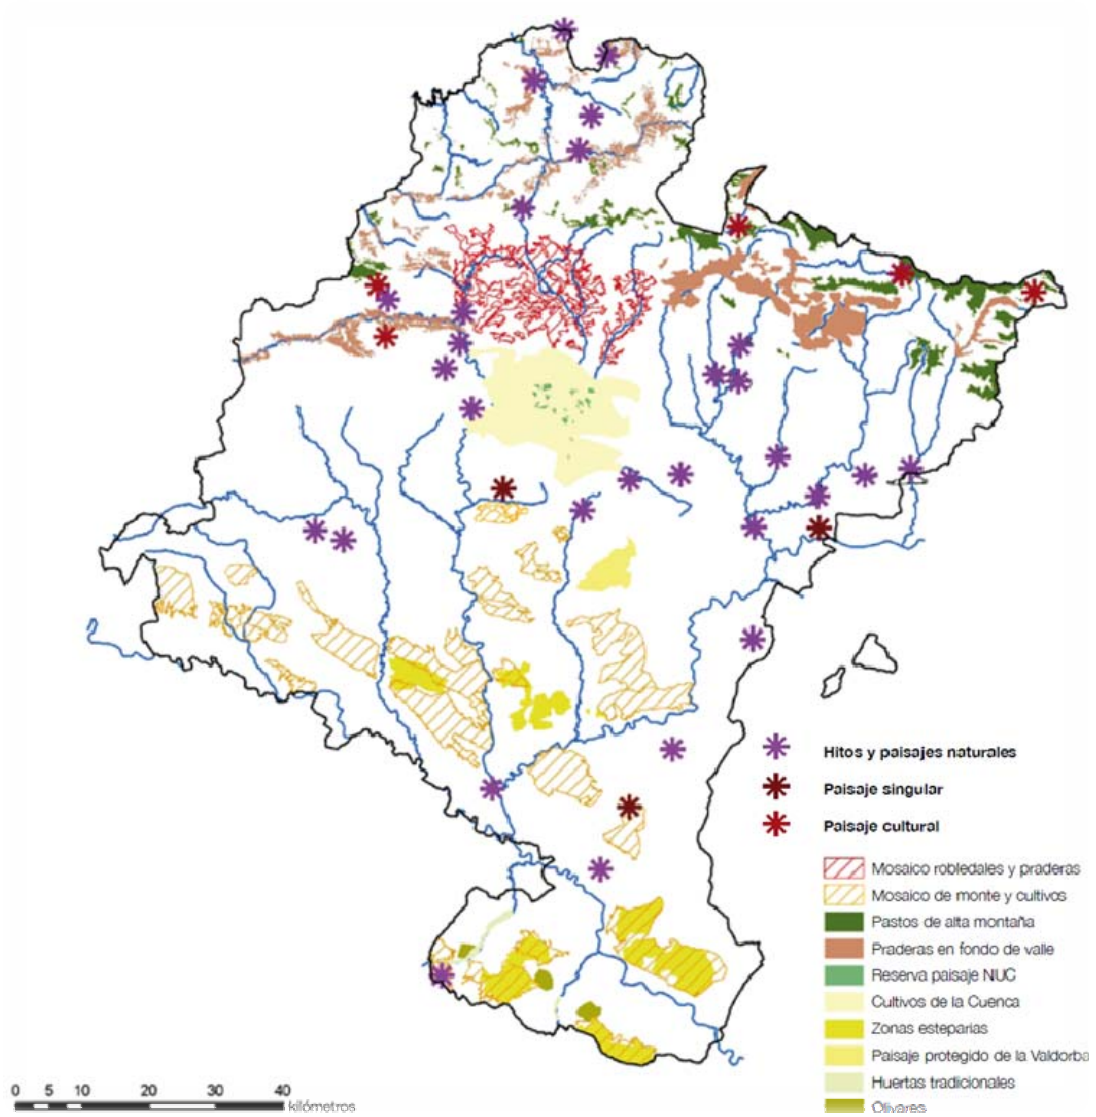 Hitos y paisajes naturales
Paisaje singular
Paisaje cultural
Mosaico robledales y praderas
Mosaico de monte y cultivos
Pastos de alta montaña
Praderas en fondo de valle
Reserva paisaje NIUC
Cultivos de la Cuenca
Zonas esteparias
Paisaje protegido de la Valdorba
Huertas tradicionales
Olivares
0 5 10 20 30 40
kilómetros